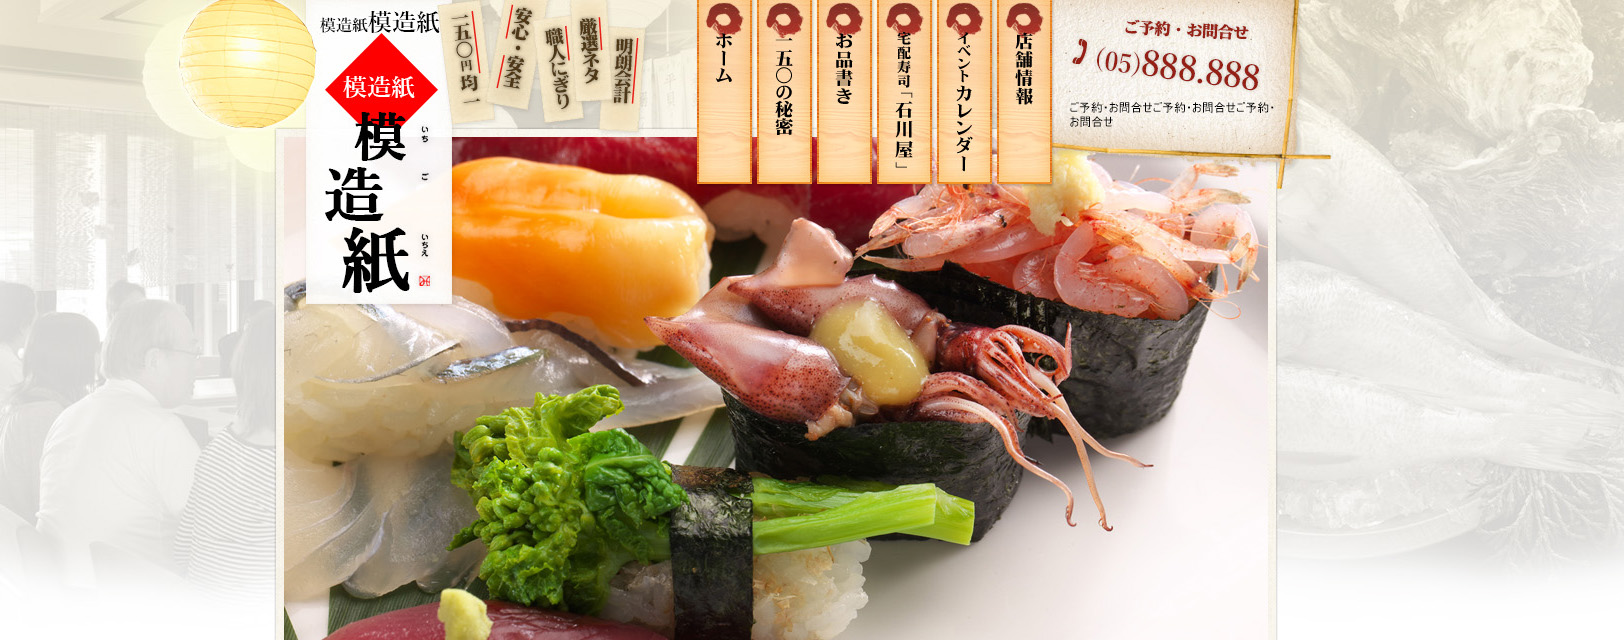 模造紙模造紙
模造紙
模造紙
いち
ご
いちえ
一五〇円均一
安心・安全
職人にぎり
厳選ネタ
明朗会計
ホーム
一五〇の秘密
お品書き
宅配寿司「石川屋」
イベントカレンダー
店舗情報
ご予約・お問合せ
(05)888.888
ご予約・お問合せご予約・お問合せご予約・
お問合せ